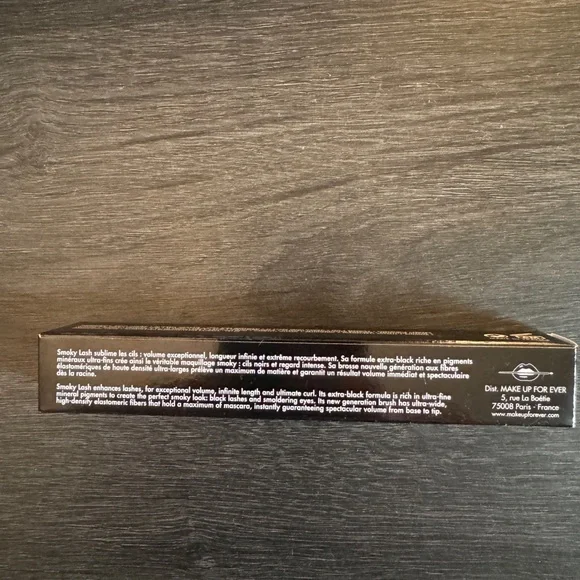 Smoky Lash sublime les cils : volume exceptionnel, longueur infinie et extrême recourbement. Sa formule extra-black riche en pigments
minéraux ultra-fins crée ainsi le véritable maquillage smoky : cils noirs et regard intense. Sa brosse nouvelle génération aux fibres
élastomériques de haute densité ultra-larges prélève un maximum de matière et garantit un résultat volume immédiat et spectaculaire
dès la racine.
Smoky Lash enhances lashes, for exceptional volume, infinite length and ultimate curl. Its extra-black formula is rich in ultra-fine
mineral pigments to create the perfect smoky look: black lashes and smoldering eyes. Its new generation brush has ultra-wide,
high-density elastomeric fibers that hold a maximum of mascara, instantly guaranteeing spectacular volume from base to tip.
Dist. MAKE UP FOR EVER
5, rue La Boétie
75008 Paris - France
www.makeupforever.com